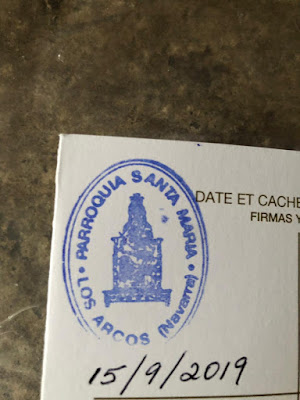 PARROQUIA SANTA MARIA
LOS ARCOS (Navarra)
DATE ET CACHE
FIRMAS Y
15/9/2019